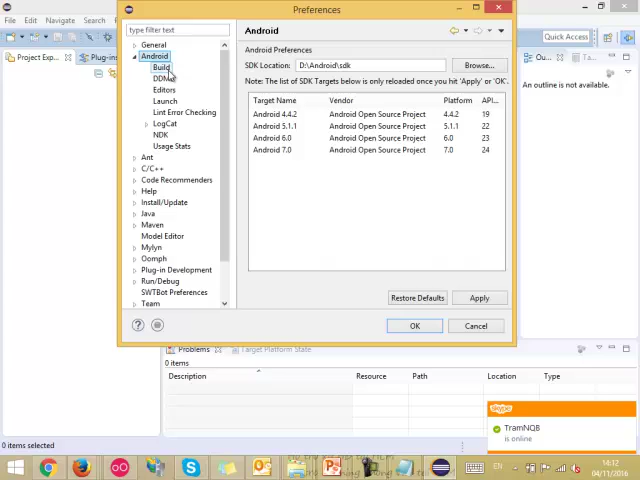 Preferences
File Edit Navigate Search
Quick Access
Project Expl...
Plug-ins
Ou...
Ta...
An outline is not available.
type filter text
General
Android
Build
DDM
Editors
Launch
Lint Error Checking
LogCat
NDK
Usage Stats
Ant
C/C++
Code Recommenders
Help
Install/Update
Java
Maven
Model Editor
Mylyn
Oomph
Plug-in Development
Run/Debug
SWTBot Preferences
Team
Android
Android Preferences
SDK Location: D:\Android\sdk Browse...
Note: The list of SDK Targets below is only reloaded once you hit 'Apply' or 'OK'.
Target Name Vendor Platform API...
Android 4.4.2 Android Open Source Project 4.4.2 19
Android 5.1.1 Android Open Source Project 5.1.1 22
Android 6.0 Android Open Source Project 6.0 23
Android 7.0 Android Open Source Project 7.0 24
Restore Defaults Apply
OK Cancel
Problems Target Platform State
0 items
Description Resource Path Location Type
skype
TramNQB
is online
0 items selected
14:12
04/11/2016